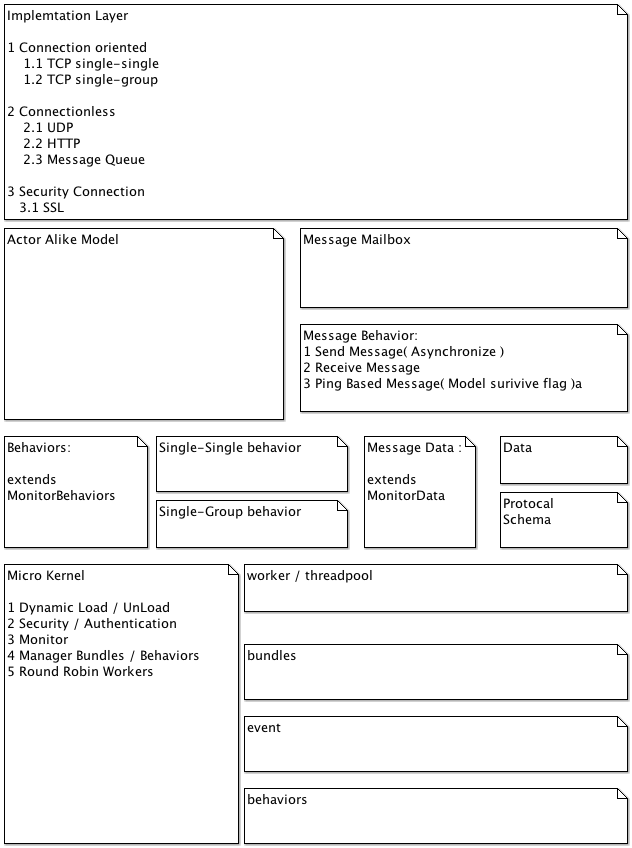 Implemtation Layer
1 Connection oriented
1.1 TCP single-single
1.2 TCP single-group
2 Connectionless
2.1 UDP
2.2 HTTP
2.3 Message Queue
3 Security Connection
3.1 SSL
Actor Alike Model
Message Mailbox
Message Behavior:
1 Send Message( Asynchronize )
2 Receive Message
3 Ping Based Message( Model surivive flag )a
Behaviors:
extends
MonitorBehaviors
Single-Single behavior
Single-Group behavior
Message Data :
extends
MonitorData
Data
Protocal
Schema
Micro Kernel
1 Dynamic Load / UnLoad
2 Security / Authentication
3 Monitor
4 Manager Bundles / Behaviors
5 Round Robin Workers
worker / threadpool
bundles
event
behaviors